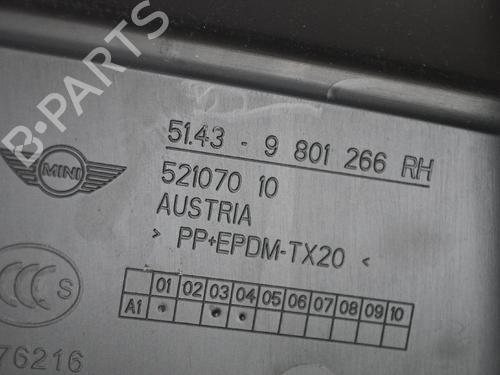 B-PARTS
51.43 - 9 801 266 RH
MINI
521070 10
AUSTRIA
> PP+EPDM-TX20 <
01 02 03 04 05 06 07 08 09 10
A1
S
76216